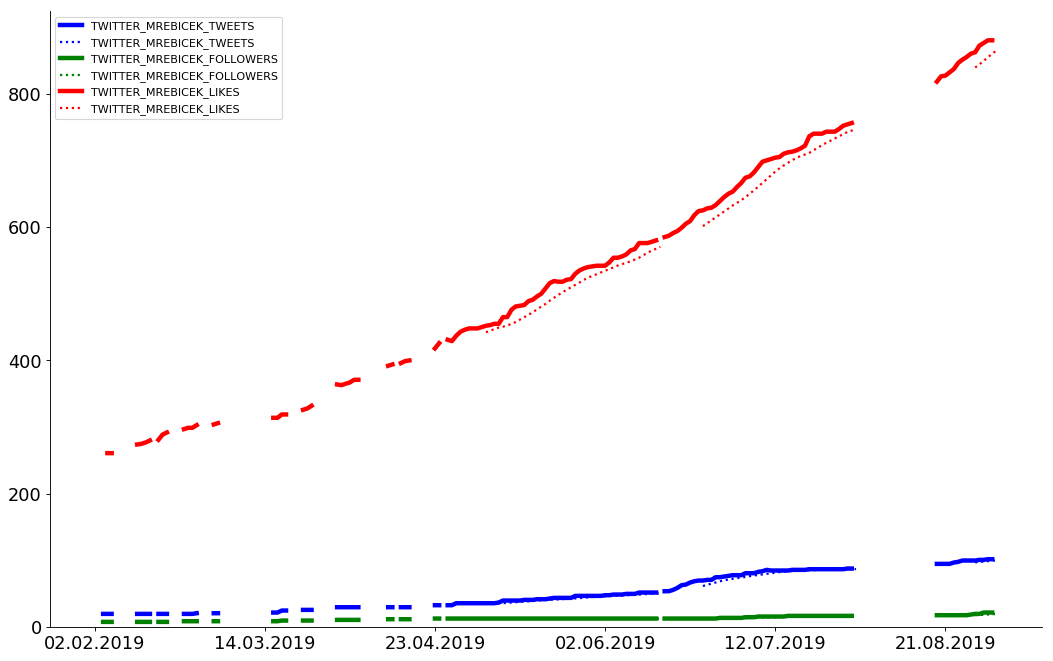 TWITTER_MREBICEK_TWEETS
TWITTER_MREBICEK_TWEETS
TWITTER_MREBICEK_FOLLOWERS
TWITTER_MREBICEK_FOLLOWERS
TWITTER_MREBICEK_LIKES
TWITTER_MREBICEK_LIKES
800
600
400
200
0
02.02.2019 14.03.2019 23.04.2019 02.06.2019 12.07.2019 21.08.2019